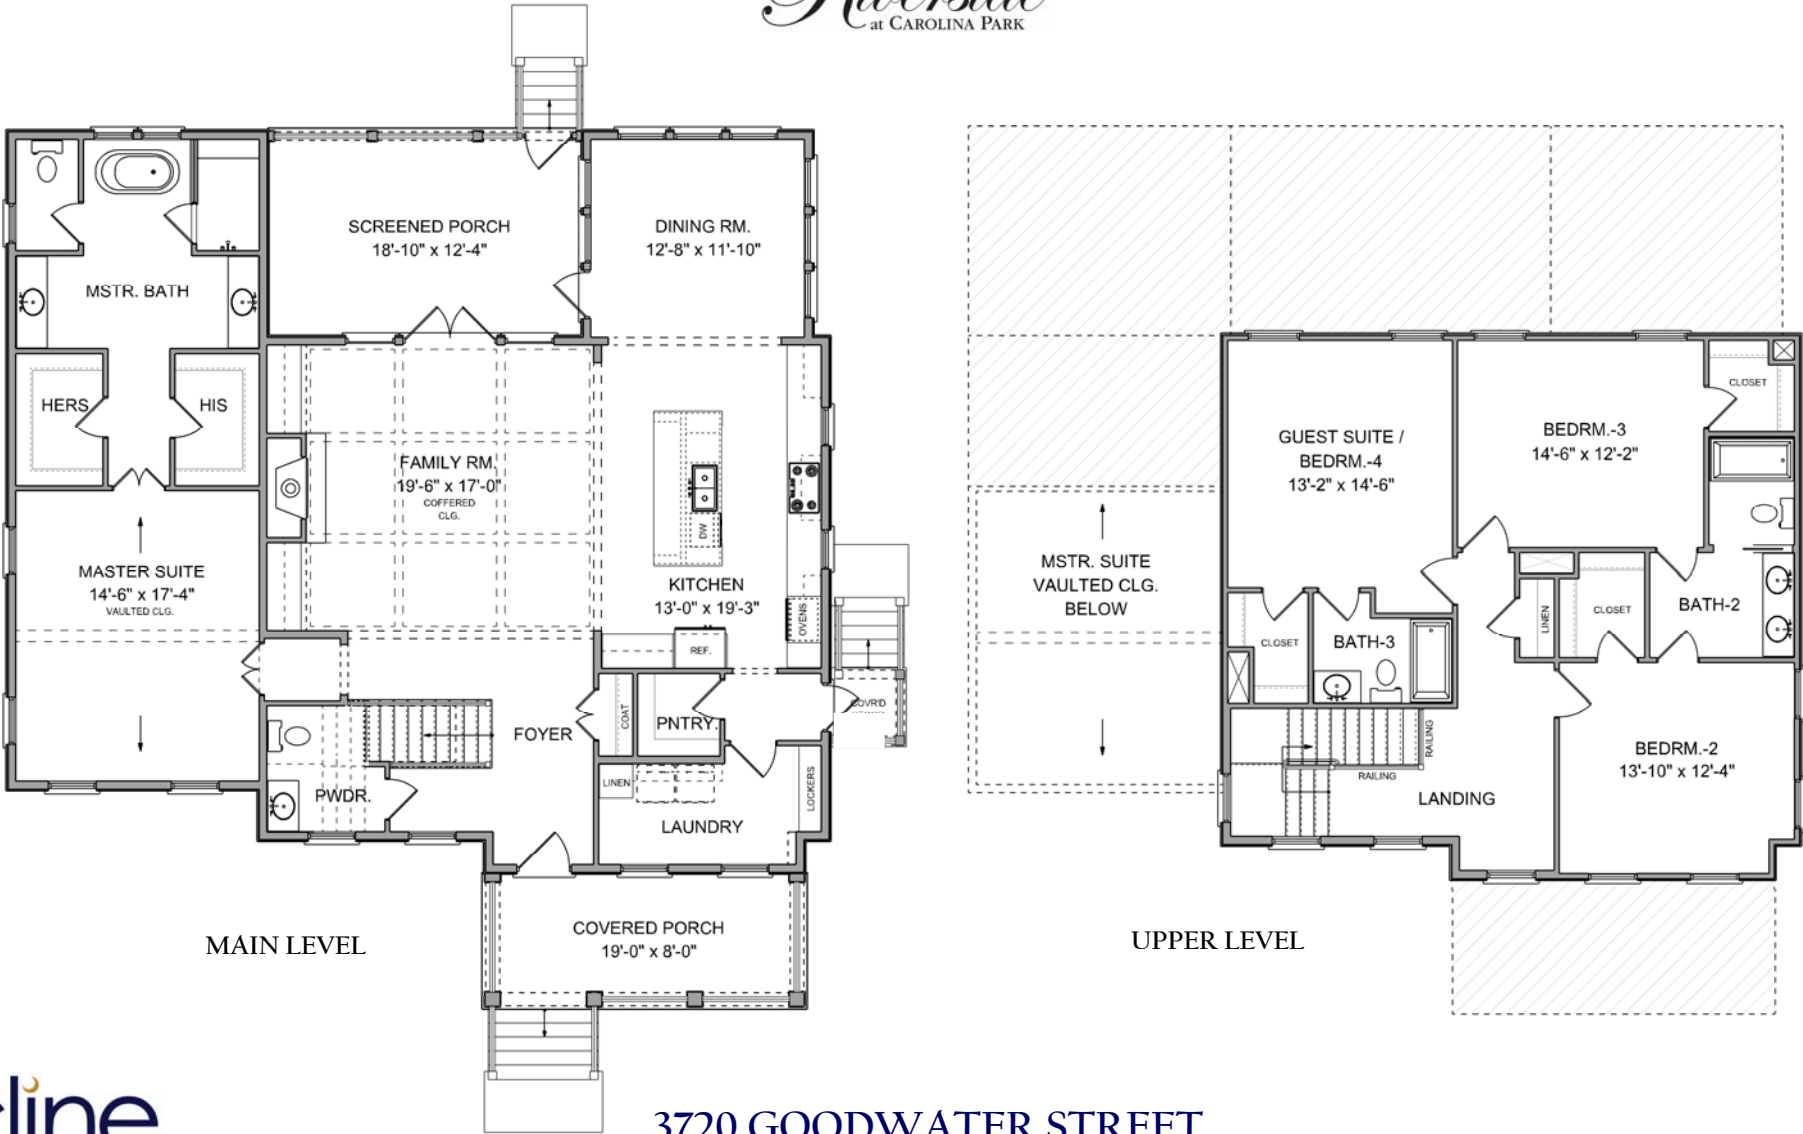 Riverside
at CAROLINA PARK
SCREENED PORCH
18'-10" x 12'-4"
DINING RM.
12'-8" x 11'-10"
MSTR. BATH
HERS
HIS
FAMILY RM.
19'-6" x 17'-0"
COFFERED
CLG.
DW
MASTER SUITE
14'-6" x 17'-4"
VAULTED CLG.
KITCHEN
13'-0" x 19'-3"
OVENS
REF.
COAT
PNTRY.
COVR'D
FOYER
LINEN
LOCKERS
PWDR.
LAUNDRY
COVERED PORCH
19'-0" x 8'-0"
MAIN LEVEL
CLOSET
GUEST SUITE /
BEDRM.-4
13'-2" x 14'-6"
BEDRM.-3
14'-6" x 12'-2"
MSTR. SUITE
VAULTED CLG.
BELOW
LINEN
CLOSET
BATH-2
CLOSET
BATH-3
RAILING
RAILING
LANDING
BEDRM.-2
13'-10" x 12'-4"
UPPER LEVEL
line
3720 GOODWATER STREET